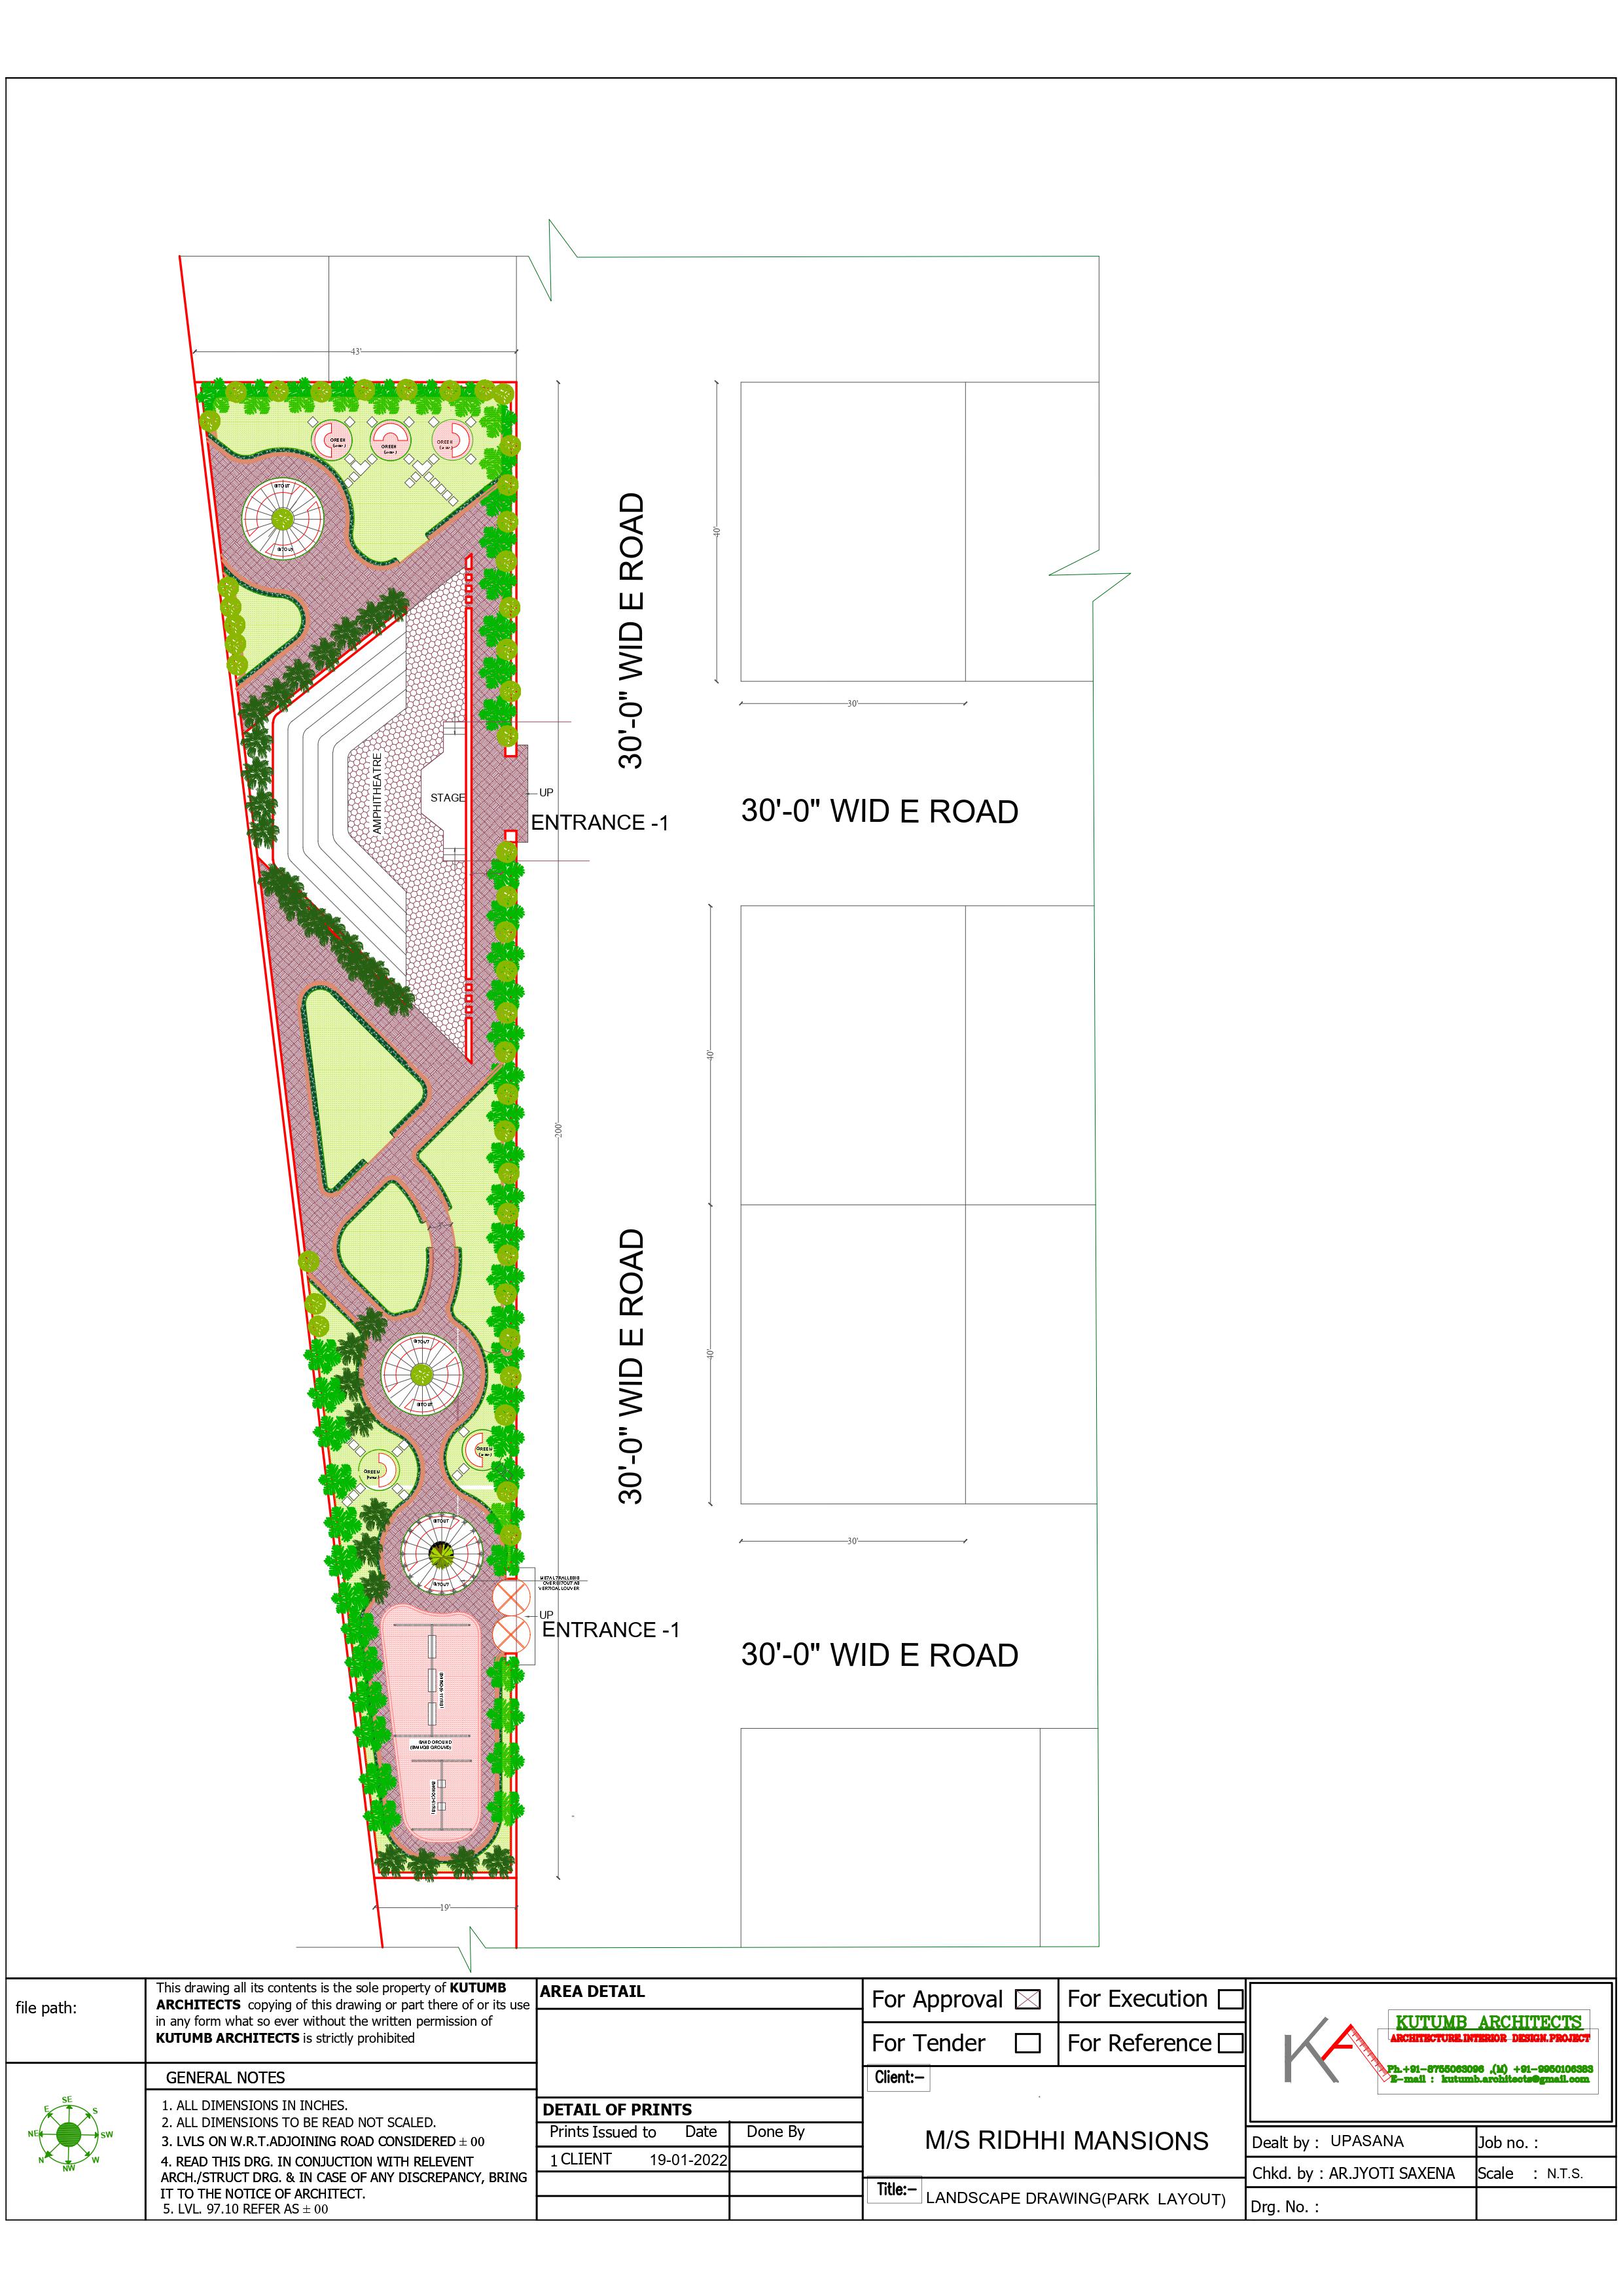 43'
GREEN
GREEN
GREEN
SITOUT
SITOUT
40'
30'-0" WID E ROAD
30'
AMPHITHEATRE
STAGE
UP
ENTRANCE -1
30'-0" WID E ROAD
40'
200'
40'
30'-0" WID E ROAD
SITOUT
SITOUT
GREEN
GREEN
SITOUT
SITOUT
30'
UP
ENTRANCE -1
30'-0" WID E ROAD
SAND GROUND
(SWINGS GROUND)
19'
file path:
This drawing all its contents is the sole property of KUTUMB
ARCHITECTS copying of this drawing or part there of or its use
in any form what so ever without the written permission of
KUTUMB ARCHITECTS is strictly prohibited
GENERAL NOTES
1. ALL DIMENSIONS IN INCHES.
2. ALL DIMENSIONS TO BE READ NOT SCALED.
3. LVLS ON W.R.T.ADJOINING ROAD CONSIDERED ± 00
4. READ THIS DRG. IN CONJUCTION WITH RELEVENT
ARCH./STRUCT DRG. & IN CASE OF ANY DISCREPANCY, BRING
IT TO THE NOTICE OF ARCHITECT.
5. LVL. 97.10 REFER AS ± 00
SE
E
S
NE
SW
N
W
NW
AREA DETAIL
DETAIL OF PRINTS
Prints Issued to Date Done By
1 CLIENT 19-01-2022
For Approval
For Execution
For Tender
For Reference
Client:-
M/S RIDHHI MANSIONS
Title:-
LANDSCAPE DRAWING(PARK LAYOUT)
KA
KUTUMB ARCHITECTS
ARCHITECTURE.INTERIOR DESIGN.PROJECT
Ph.+91-8755063096 ,(M) +91-9950106383
E-mail : kutumb.architects@gmail.com
Dealt by : UPASANA
Job no. :
Chkd. by : AR.JYOTI SAXENA
Scale : N.T.S.
Drg. No. :